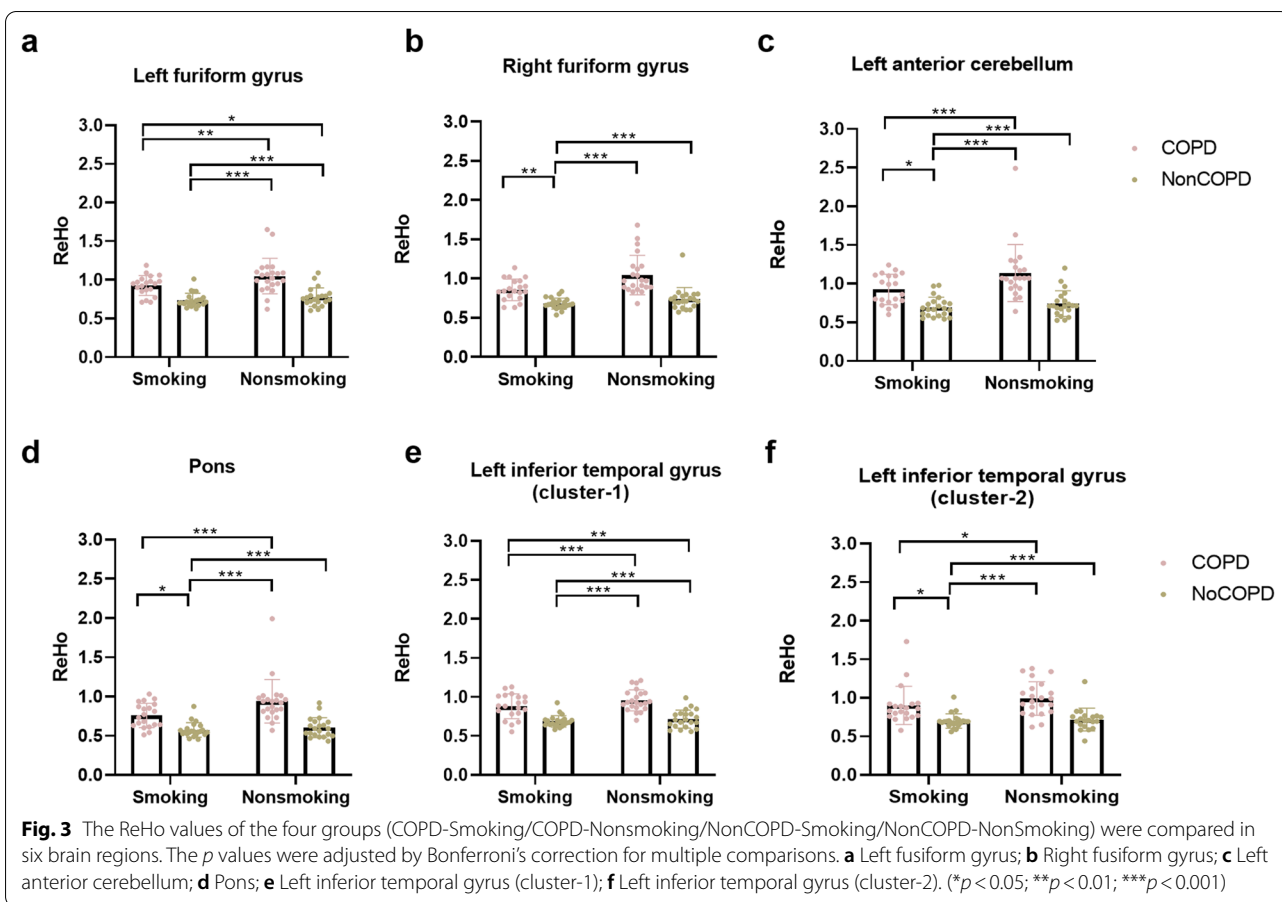 a
Left furiform gyrus
ReHo
3.0
2.5
2.0
1.5
1.0
0.5
0.0
*
**
***
***
Smoking Nonsmoking
b
Right furiform gyrus
ReHo
3.0
2.5
2.0
1.5
1.0
0.5
0.0
***
***
**
Smoking Nonsmoking
c
Left anterior cerebellum
ReHo
3.0
2.5
2.0
1.5
1.0
0.5
0.0
***
***
***
*
Smoking Nonsmoking
COPD
NonCOPD
d
Pons
ReHo
3.0
2.5
2.0
1.5
1.0
0.5
0.0
***
***
***
*
Smoking Nonsmoking
e
Left inferior temporal gyrus
(cluster-1)
ReHo
3.0
2.5
2.0
1.5
1.0
0.5
0.0
**
***
***
***
Smoking Nonsmoking
f
Left inferior temporal gyrus
(cluster-2)
ReHo
3.0
2.5
2.0
1.5
1.0
0.5
0.0
*
***
***
*
Smoking Nonsmoking
COPD
NoCOPD
Fig. 3 The ReHo values of the four groups (COPD-Smoking/COPD-Nonsmoking/NonCOPD-Smoking/NonCOPD-NonSmoking) were compared in
six brain regions. The p values were adjusted by Bonferroni’s correction for multiple comparisons. a Left fusiform gyrus; b Right fusiform gyrus; c Left
anterior cerebellum; d Pons; e Left inferior temporal gyrus (cluster-1); f Left inferior temporal gyrus (cluster-2). (*p < 0.05; **p < 0.01; ***p < 0.001)